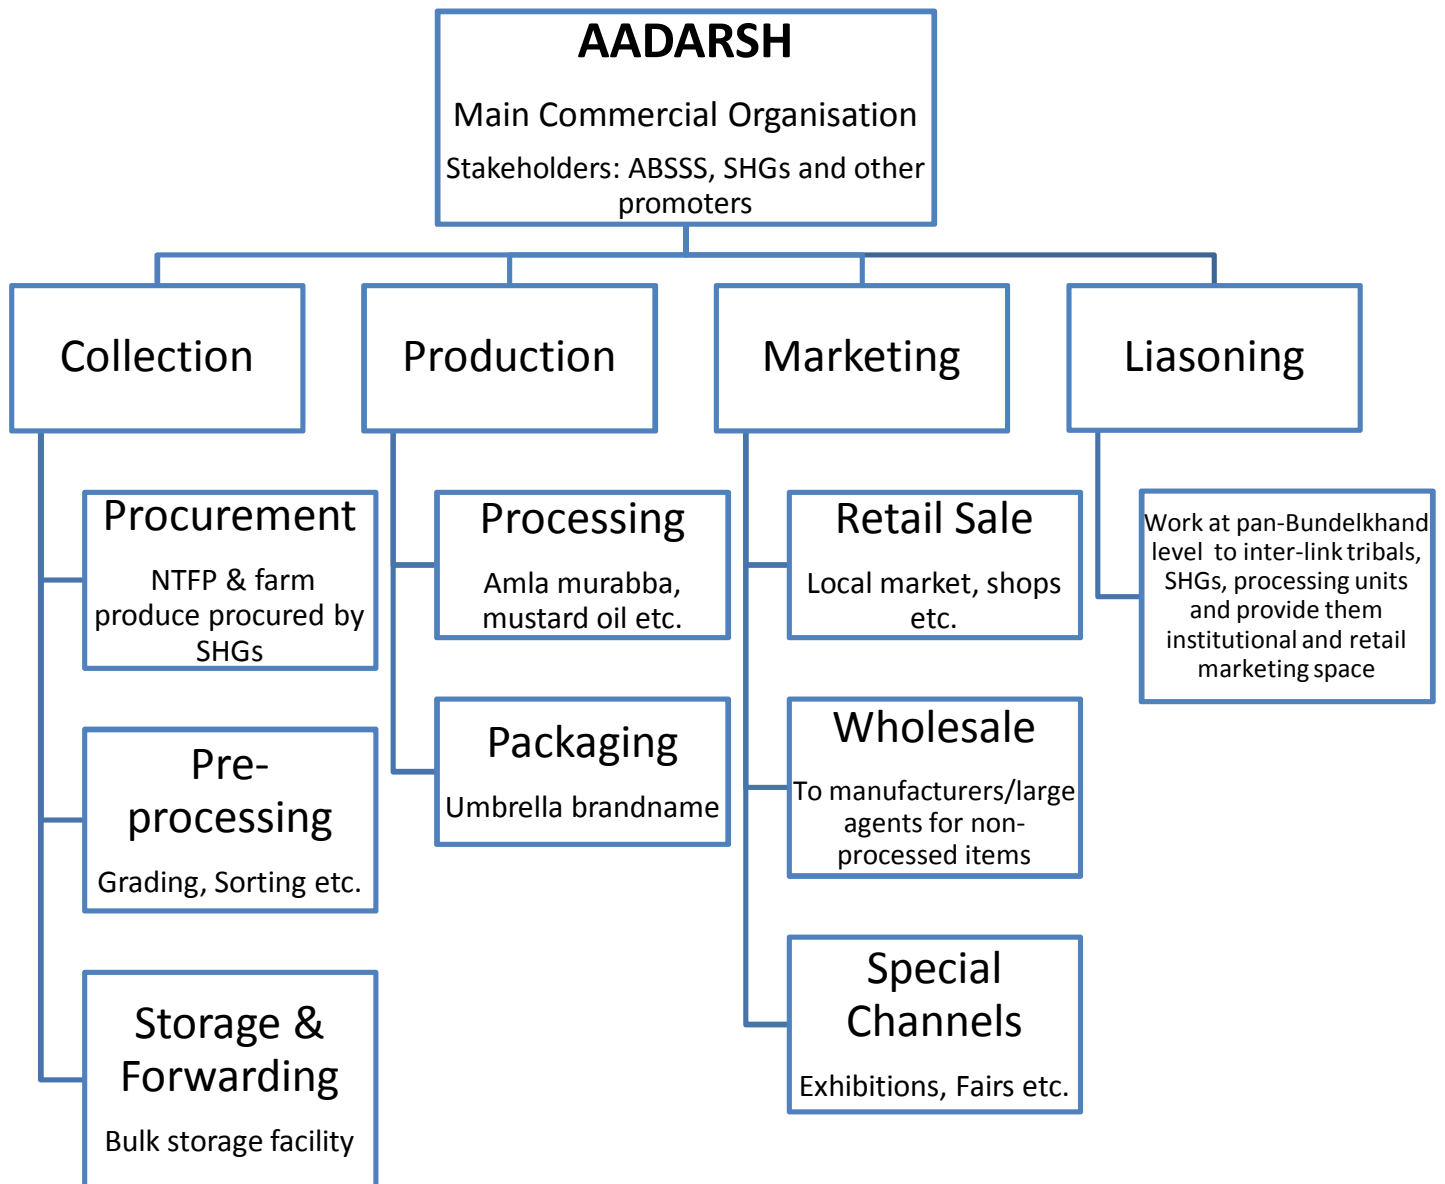 AADARSH
Main Commercial Organisation
Stakeholders: ABSSS, SHGs and other
promoters
Collection
Production
Marketing
Liasoning
Procurement
NTFP & farm
produce procured by
SHGs
Pre-
processing
Grading, Sorting etc.
Storage &
Forwarding
Bulk storage facility
Processing
Amla murabba,
mustard oil etc.
Packaging
Umbrella brandname
Retail Sale
Local market, shops
etc.
Wholesale
To manufacturers/large
agents for non-
processed items
Special
Channels
Exhibitions, Fairs etc.
Work at pan-Bundelkhand
level to inter-link tribals,
SHGs, processing units
and provide them
institutional and retail
marketing space